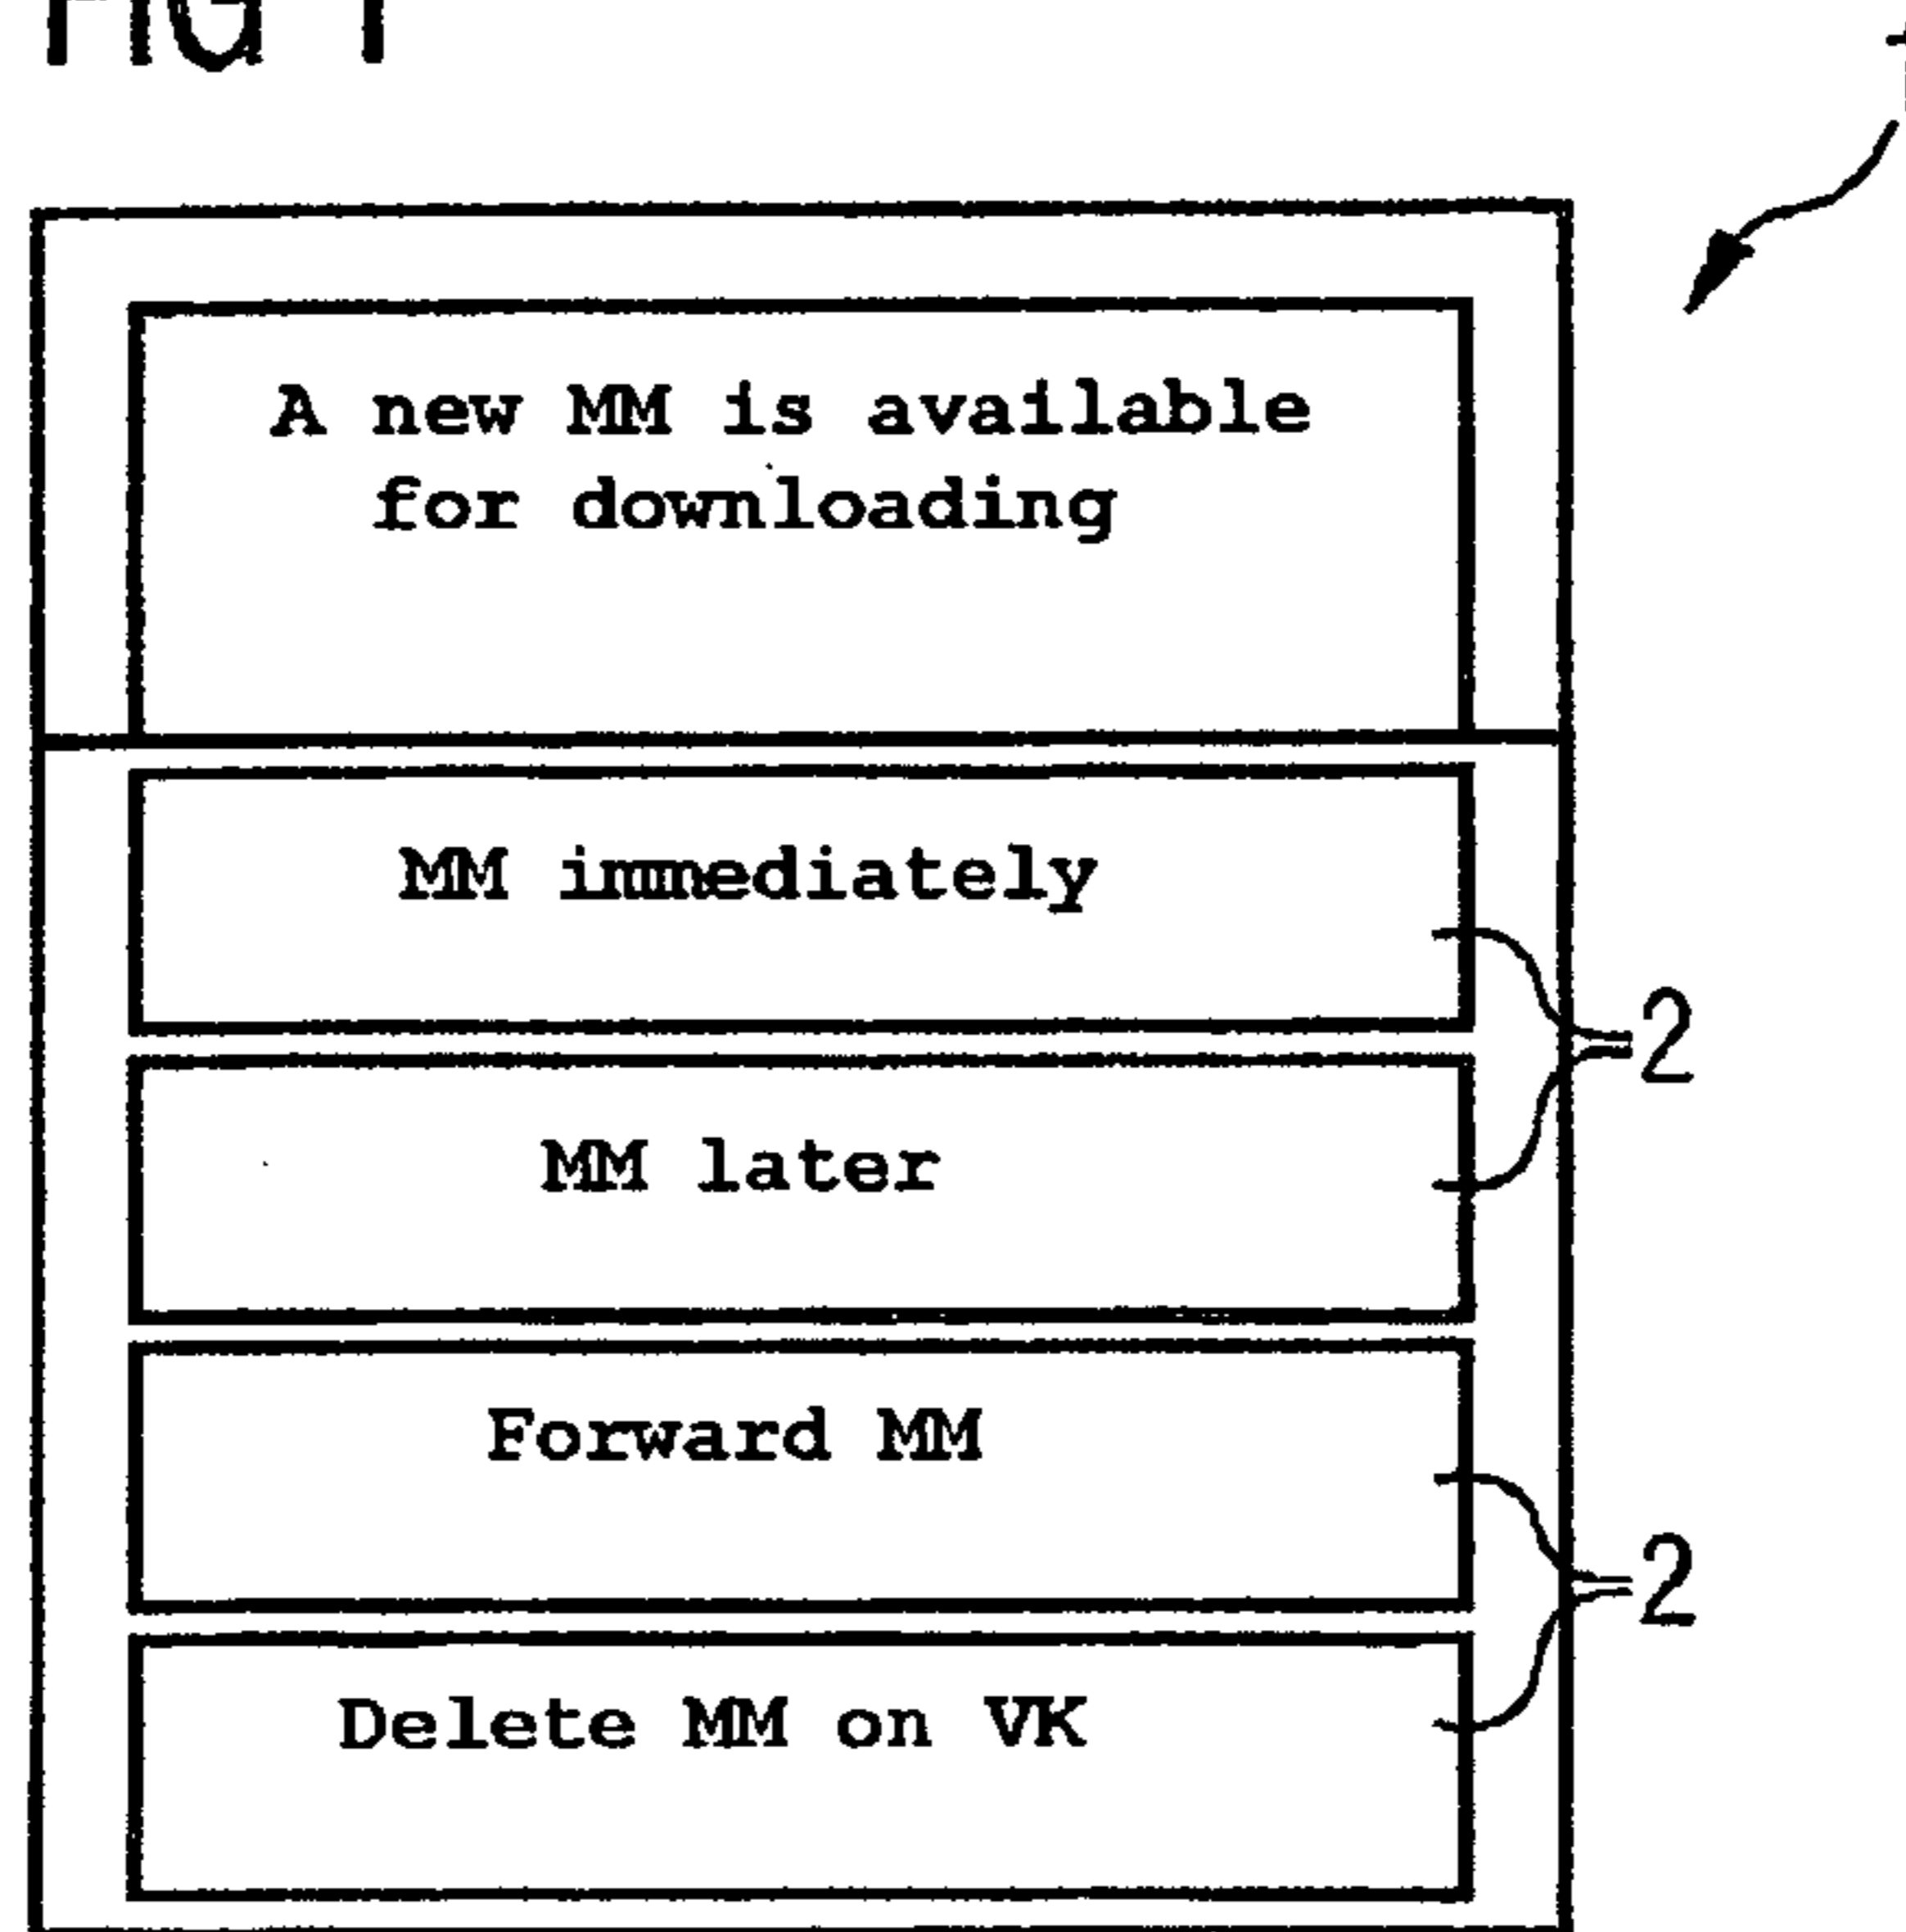 FIG 1
A new MM is available
for downloading
MM immediately
2
MM later
Forward MM
2
Delete MM on VK